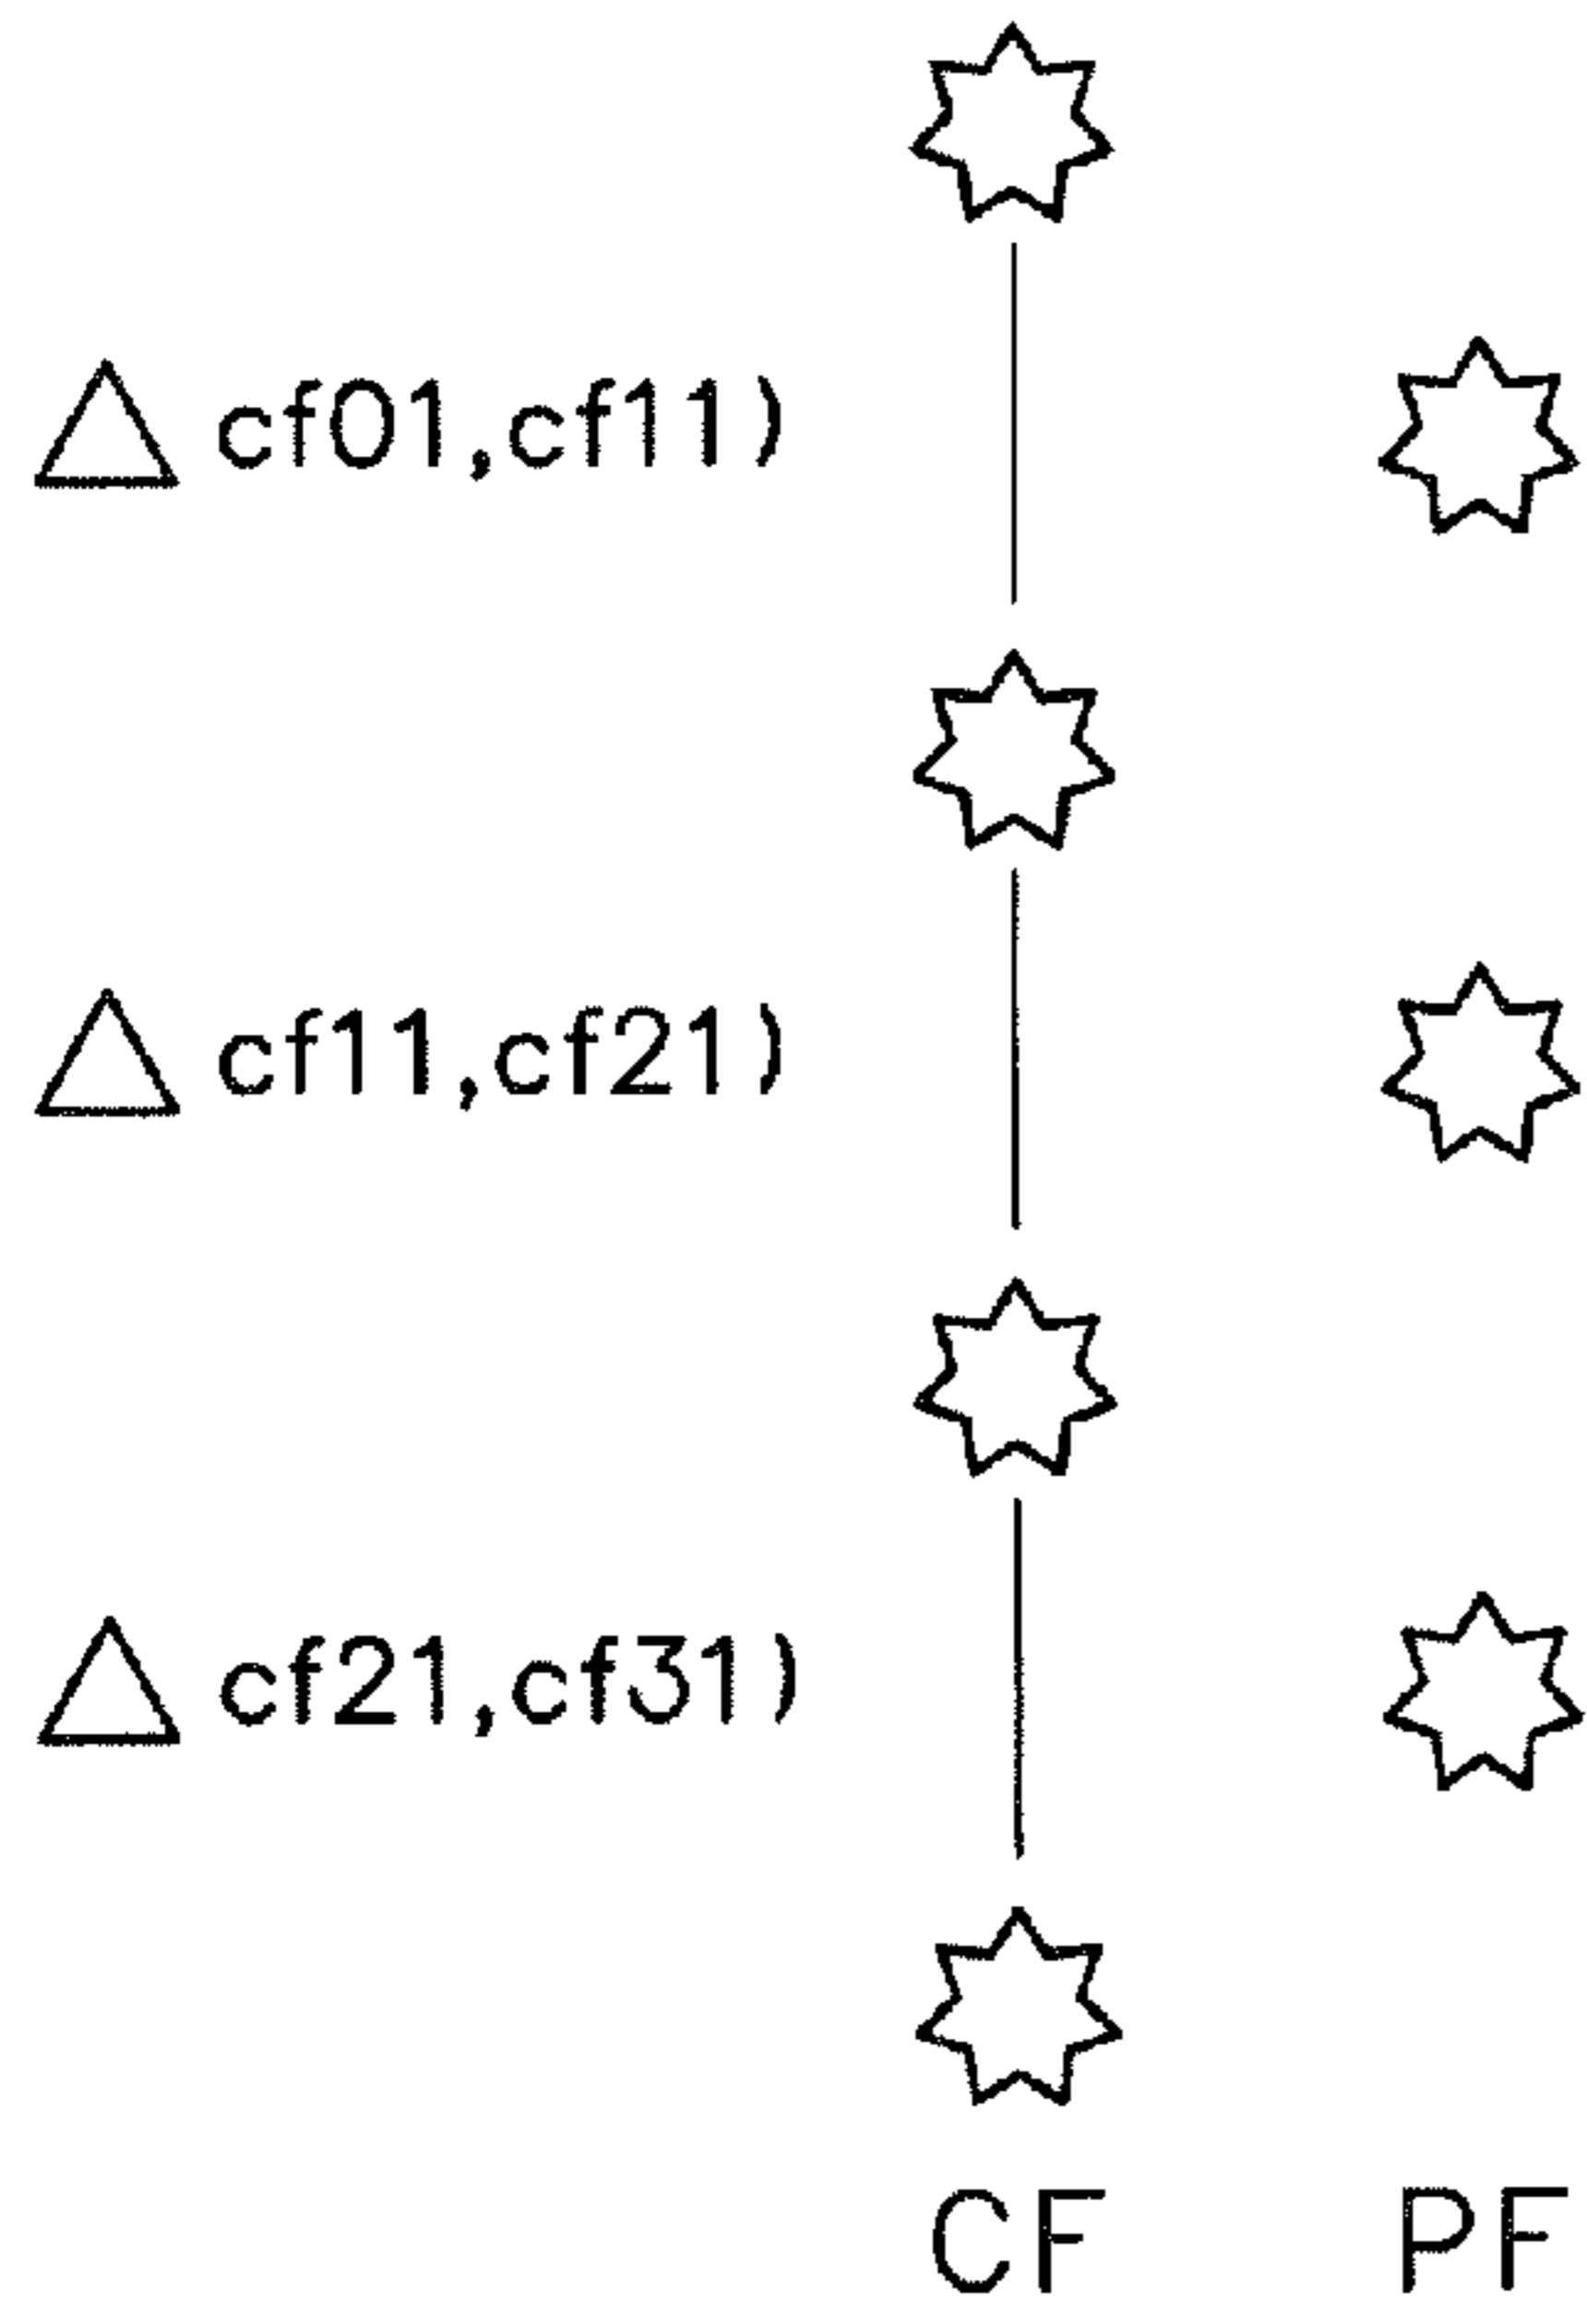 △ cf01,cf11)
△ cf11,cf21)
△ cf21,cf31)
CF PF